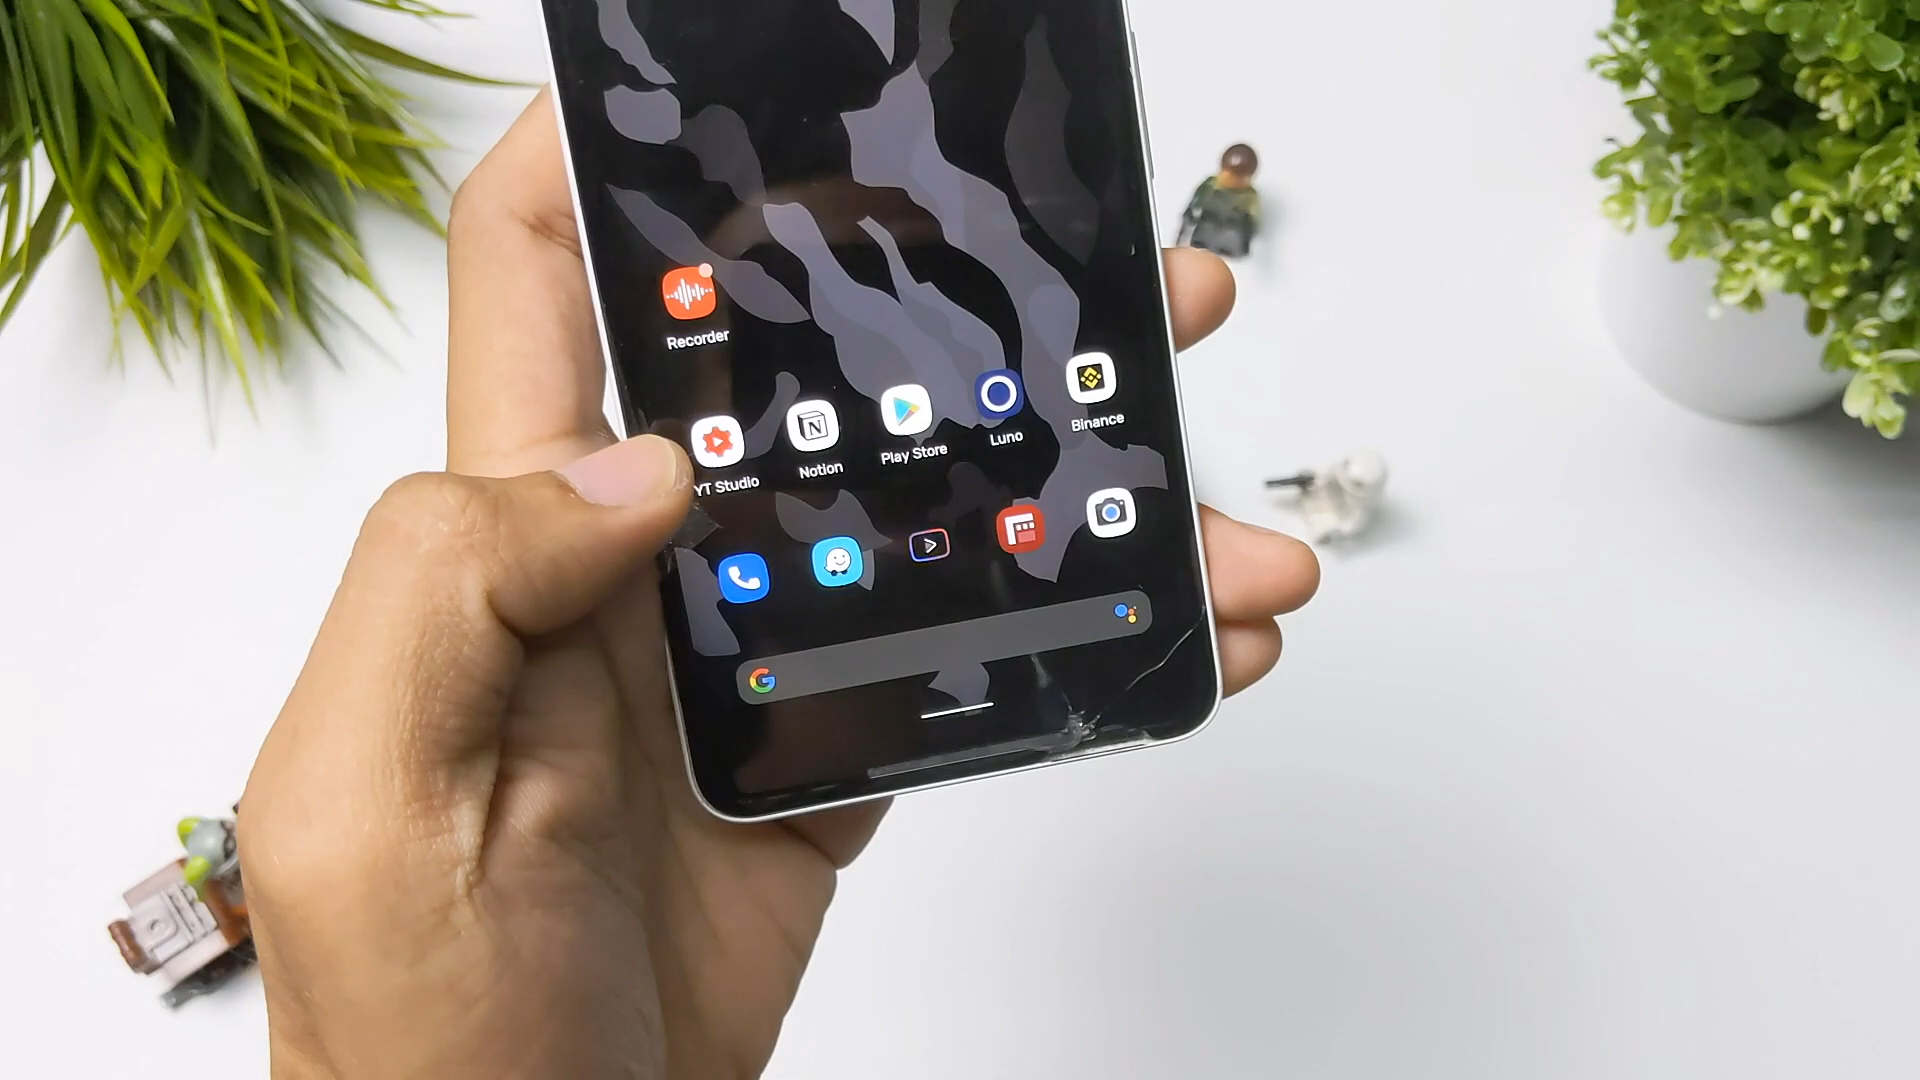 Recorder
YT Studio
Notion
Play Store
Luno
Binance